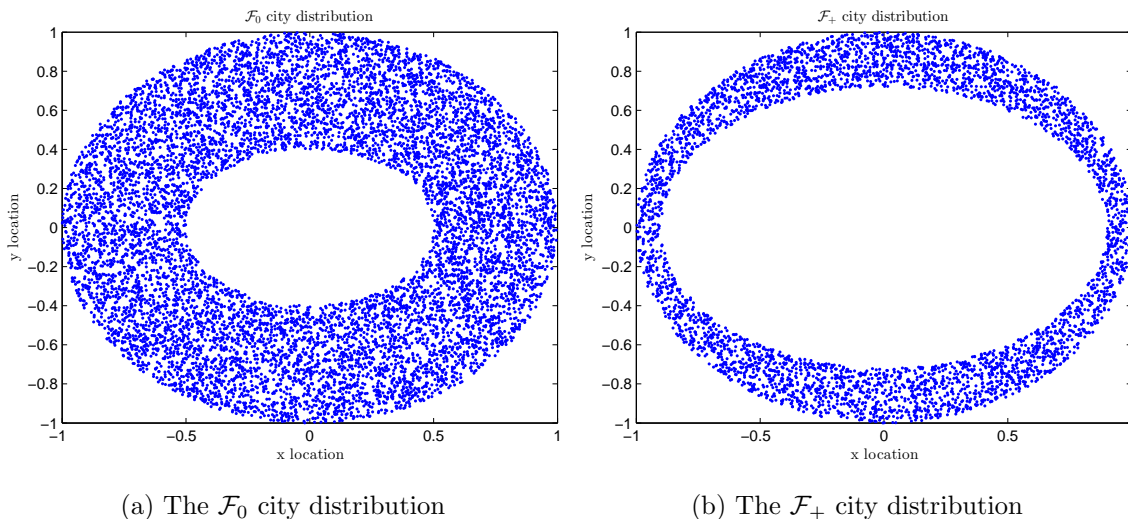 F₀ city distribution
1
0.8
0.6
0.4
0.2
0
−0.2
−0.4
−0.6
−0.8
−1
y location
−1 −0.5 0 0.5 1
x location
(a) The F₀ city distribution
F₊ city distribution
1
0.8
0.6
0.4
0.2
0
−0.2
−0.4
−0.6
−0.8
−1
y location
−1 −0.5 0 0.5
x location
(b) The F₊ city distribution